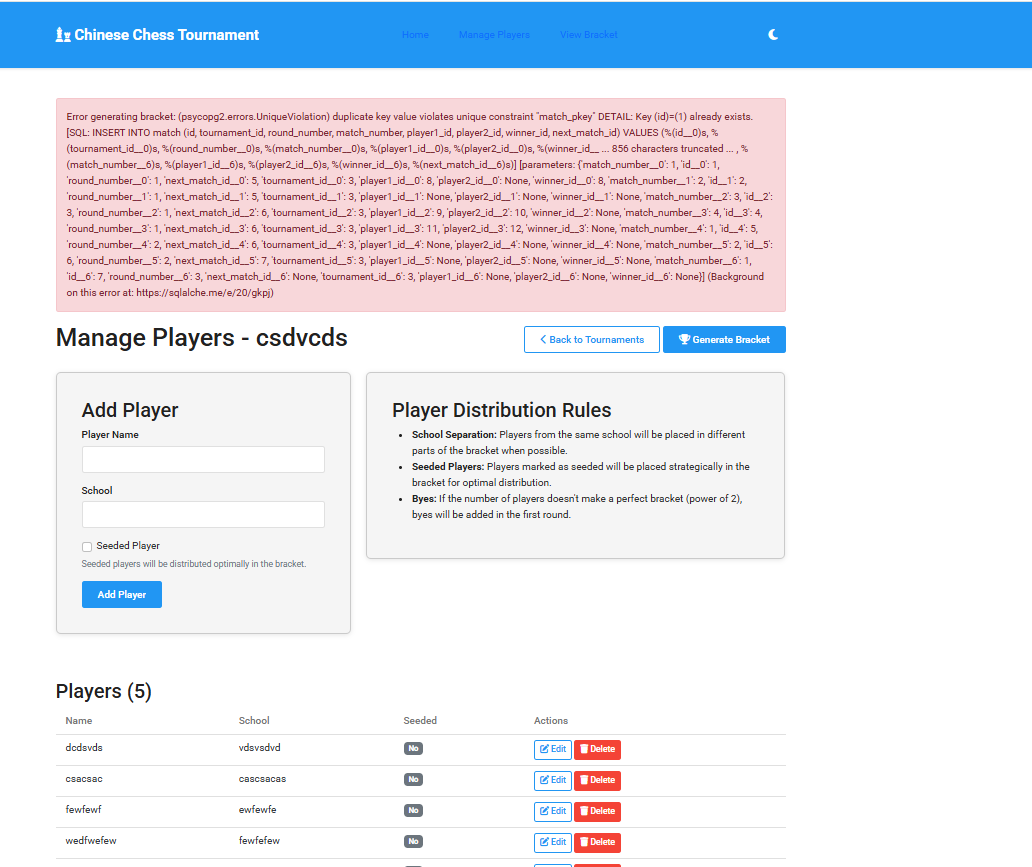 Chinese Chess Tournament
Home
Manage Players
View Bracket
Error generating bracket: (psycopg2.errors.UniqueViolation) duplicate key value violates unique constraint "match_pkey" DETAIL: Key (id)=(1) already exists.
[SQL: INSERT INTO match (id, tournament_id, round_number, match_number, player1_id, player2_id, winner_id, next_match_id) VALUES (%(id__0)s, %
(tournament_id__0)s, %(round_number__0)s, %(match_number__0)s, %(player1_id__0)s, %(player2_id__0)s, %(winner_id__ ... 856 characters truncated ... , %
(match_number__6)s, %(player1_id__6)s, %(player2_id__6)s, %(winner_id__6)s, %(next_match_id__6)s)] [parameters: {'match_number__0': 1, 'id__0': 1,
'round_number__0': 1, 'next_match_id__0': 5, 'tournament_id__0': 3, 'player1_id__0': 8, 'player2_id__0': None, 'winner_id__0': 8, 'match_number__1': 2, 'id__1': 2,
'round_number__1': 1, 'next_match_id__1': 5, 'tournament_id__1': 3, 'player1_id__1': None, 'player2_id__1': None, 'winner_id__1': None, 'match_number__2': 3, 'id__2':
3, 'round_number__2': 1, 'next_match_id__2': 6, 'tournament_id__2': 3, 'player1_id__2': 9, 'player2_id__2': 10, 'winner_id__2': None, 'match_number__3': 4, 'id__3': 4,
'round_number__3': 1, 'next_match_id__3': 6, 'tournament_id__3': 3, 'player1_id__3': 11, 'player2_id__3': 12, 'winner_id__3': None, 'match_number__4': 1, 'id__4': 5,
'round_number__4': 2, 'next_match_id__4': 6, 'tournament_id__4': 3, 'player1_id__4': None, 'player2_id__4': None, 'winner_id__4': None, 'match_number__5': 2, 'id__5':
6, 'round_number__5': 2, 'next_match_id__5': 7, 'tournament_id__5': 3, 'player1_id__5': None, 'player2_id__5': None, 'winner_id__5': None, 'match_number__6': 1,
'id__6': 7, 'round_number__6': 3, 'next_match_id__6': None, 'tournament_id__6': 3, 'player1_id__6': None, 'player2_id__6': None, 'winner_id__6': None}] (Background
on this error at: https://sqlalche.me/e/20/gkpj)
Manage Players - csdvcds
Back to Tournaments
Generate Bracket
Add Player
Player Name
School
Seeded Player
Seeded players will be distributed optimally in the bracket.
Add Player
Player Distribution Rules
• School Separation: Players from the same school will be placed in different
parts of the bracket when possible.
• Seeded Players: Players marked as seeded will be placed strategically in the
bracket for optimal distribution.
• Byes: If the number of players doesn't make a perfect bracket (power of 2),
byes will be added in the first round.
Players (5)
Name School Seeded Actions
dcdsvds vdsvsdvd No Edit Delete
csacsac cascsacas No Edit Delete
fewfewf ewfewfe No Edit Delete
wedfwefew fewfefew No Edit Delete